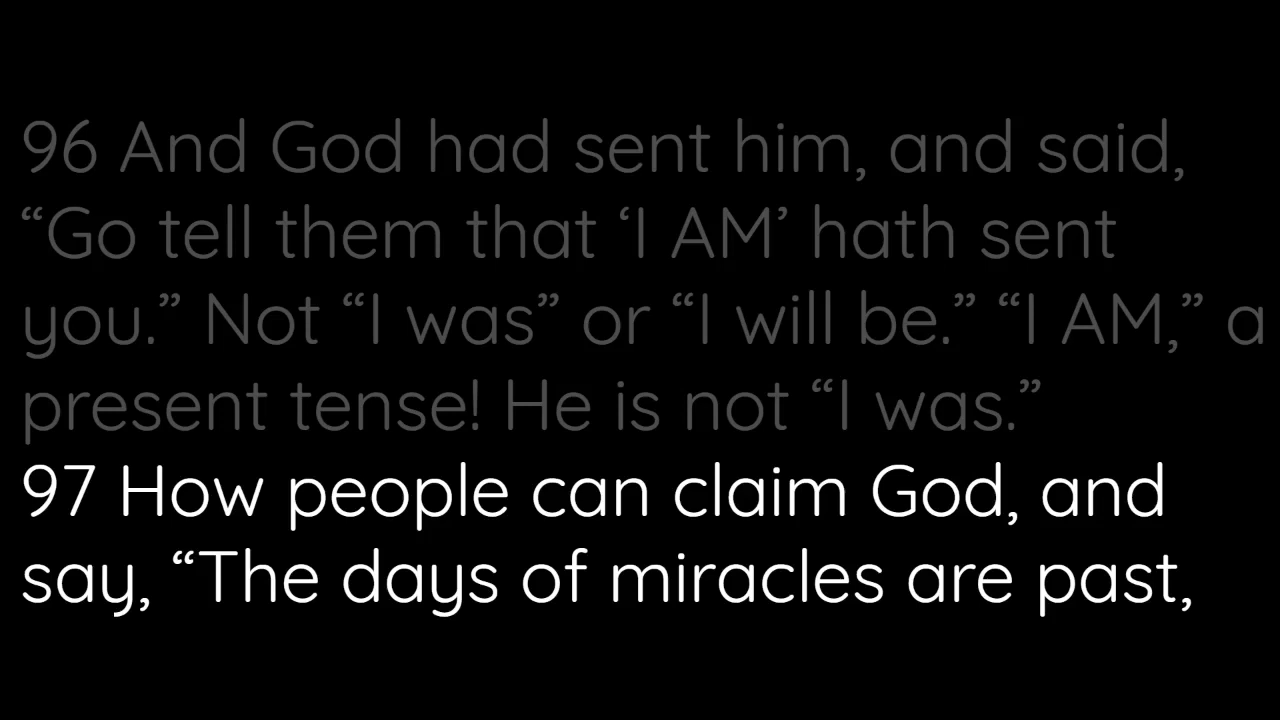 96 And God had sent him, and said,
“Go tell them that ‘I AM’ hath sent
you.” Not “I was” or “I will be.” “I AM,” a
present tense! He is not “I was.”
97 How people can claim God, and
say, “The days of miracles are past,